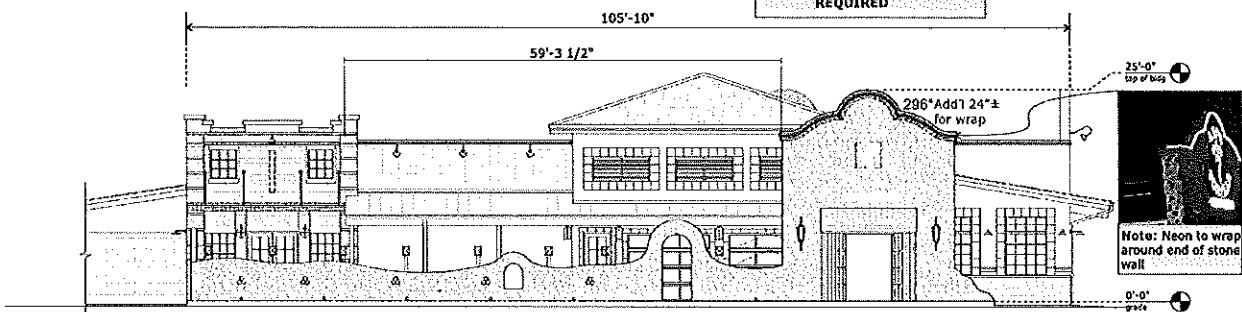 REQUIRED
105'-10"
59'-3 1/2"
25'-0"
top of bldg
296"Add'l 24"±
for wrap
Note: Neon to wrap
around end of stone
wall
0'-0"
grade